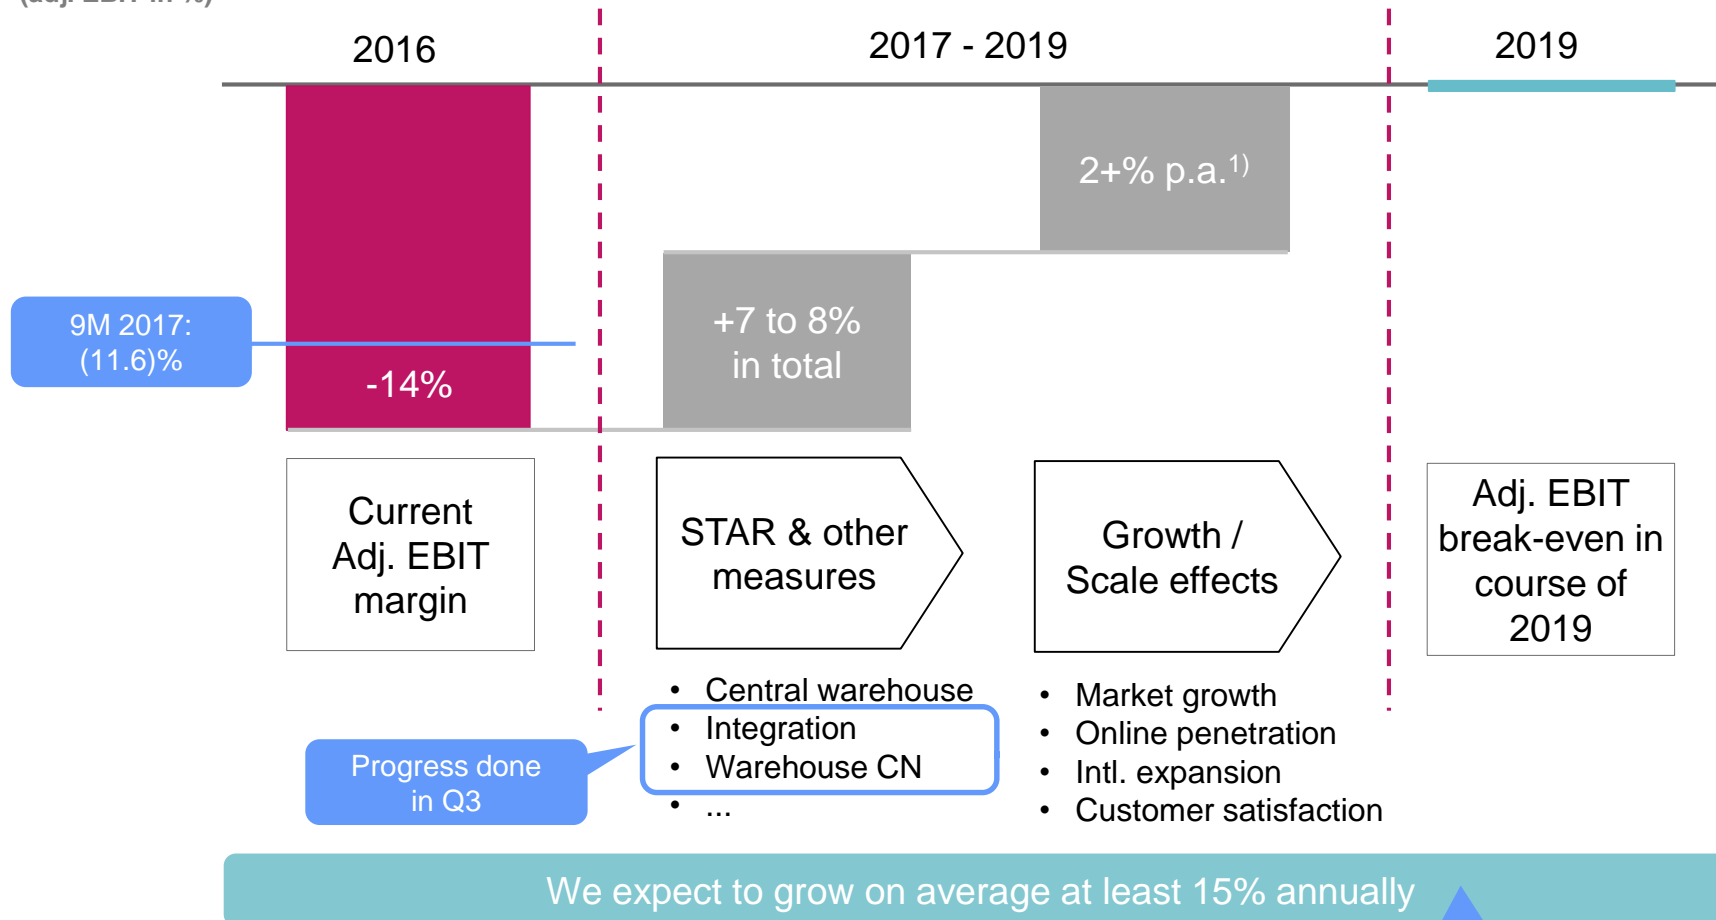 (adj. EBIT in %)
2016
2017 - 2019
2019
2+% p.a.1)
9M 2017:
(11.6)%
-14%
+7 to 8%
in total
Current
Adj. EBIT
margin
STAR & other
measures
Growth /
Scale effects
Adj. EBIT
break-even in
course of
2019
• Central warehouse
• Integration
• Warehouse CN
• ...
Progress done
in Q3
• Market growth
• Online penetration
• Intl. expansion
• Customer satisfaction
We expect to grow on average at least 15% annually